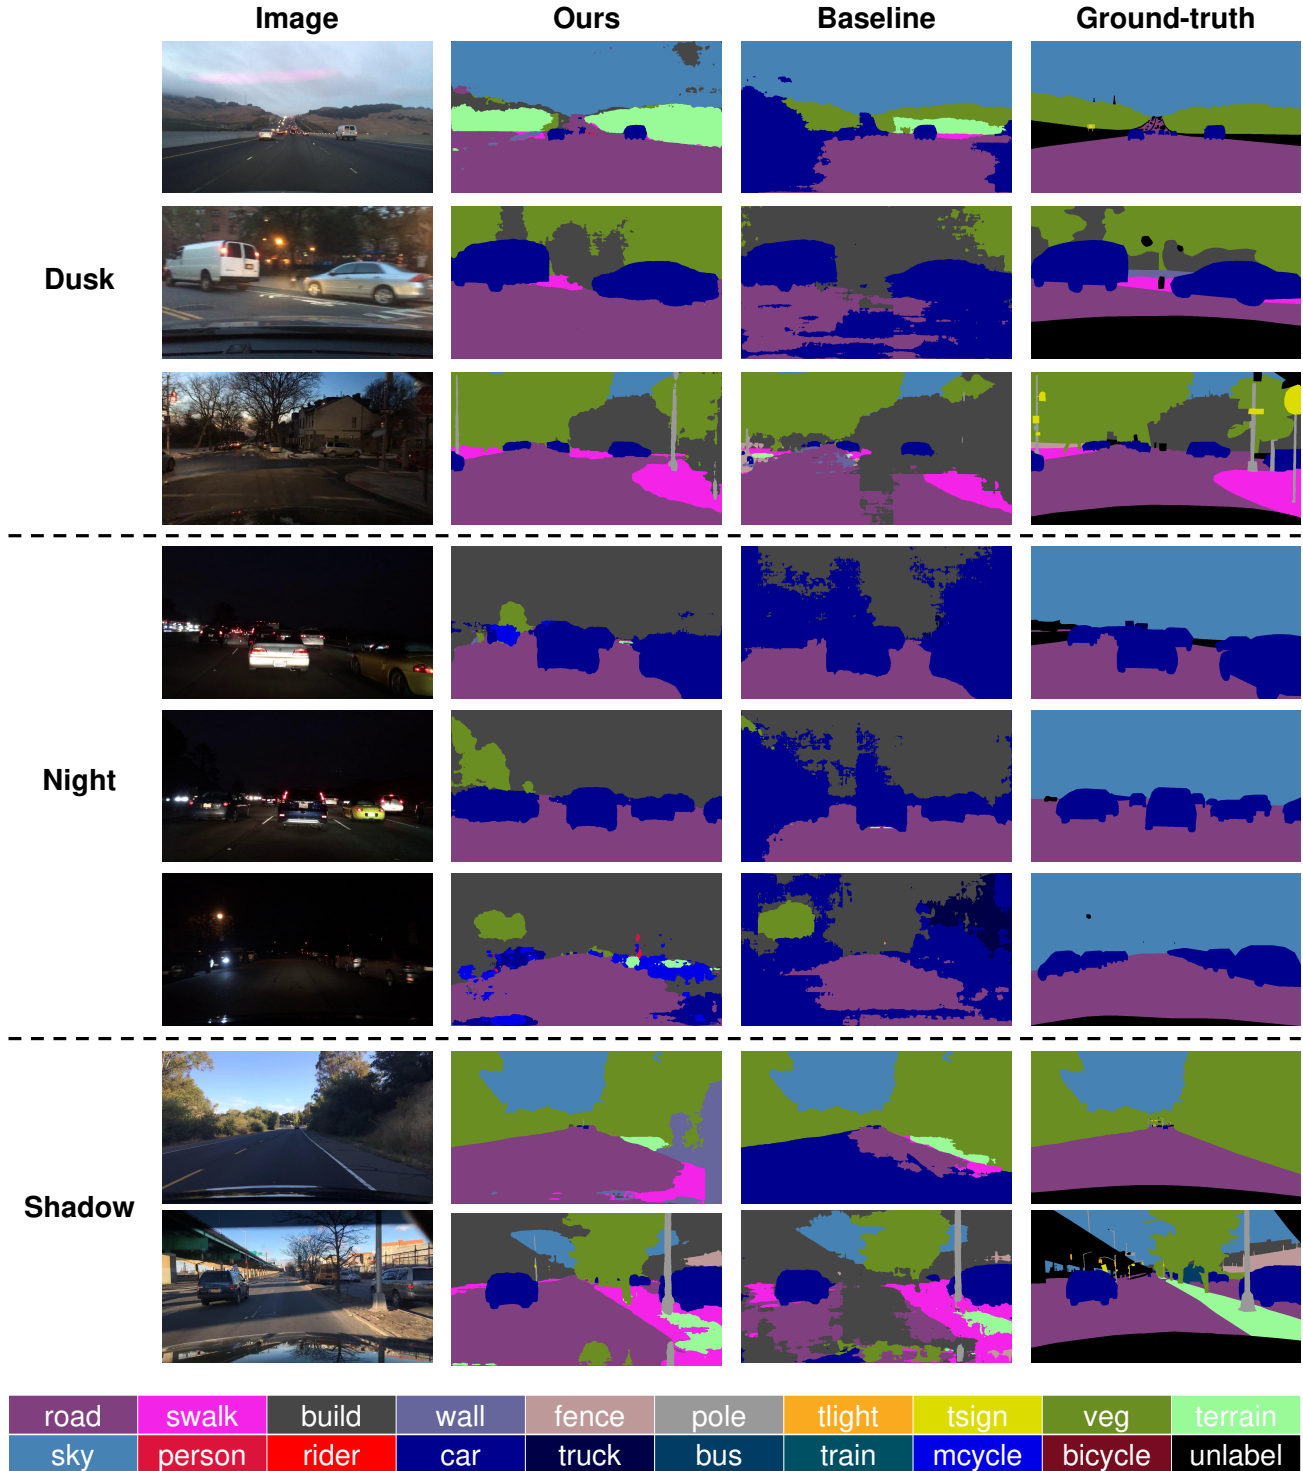 Image Ours Baseline Ground-truth
Dusk
Night
Shadow
road swalk build wall fence pole tlight tsign veg terrain
sky person rider car truck bus train mcycle bicycle unlabel